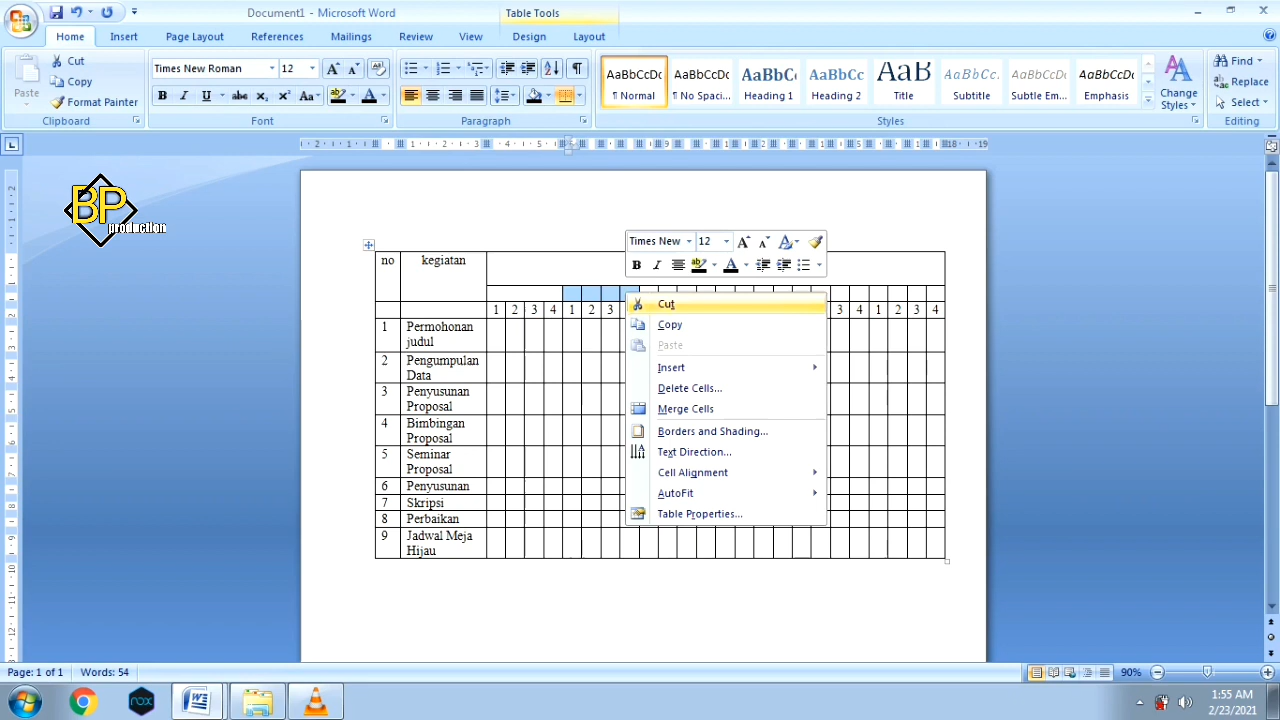 Document1 - Microsoft Word
Table Tools
Home Insert Page Layout References Mailings Review View Design Layout
Paste
Cut
Copy
Format Painter
Clipboard
Times New Roman 12
Font
Paragraph
AaBbCcDc AaBbCcDc AaBbCc AaBbCc AaB AaBbCc. AaBbCcDc AaBbCcDc
¶ Normal ¶ No Spaci... Heading 1 Heading 2 Title Subtitle Subtle Em... Emphasis
Change Styles
Styles
Find
Replace
Select
Editing
BP
production
no kegiatan
1 2 3 4 1 2 3 3 4 1 2 3 4
1 Permohonan
judul
2 Pengumpulan
Data
3 Penyusunan
Proposal
4 Bimbingan
Proposal
5 Seminar
Proposal
6 Penyusunan
7 Skripsi
8 Perbaikan
9 Jadwal Meja
Hijau
Times New 12
Cut
Copy
Paste
Insert
Delete Cells...
Merge Cells
Borders and Shading...
Text Direction...
Cell Alignment
AutoFit
Table Properties...
Page: 1 of 1 Words: 54
90%
nox
1:55 AM
2/23/2021